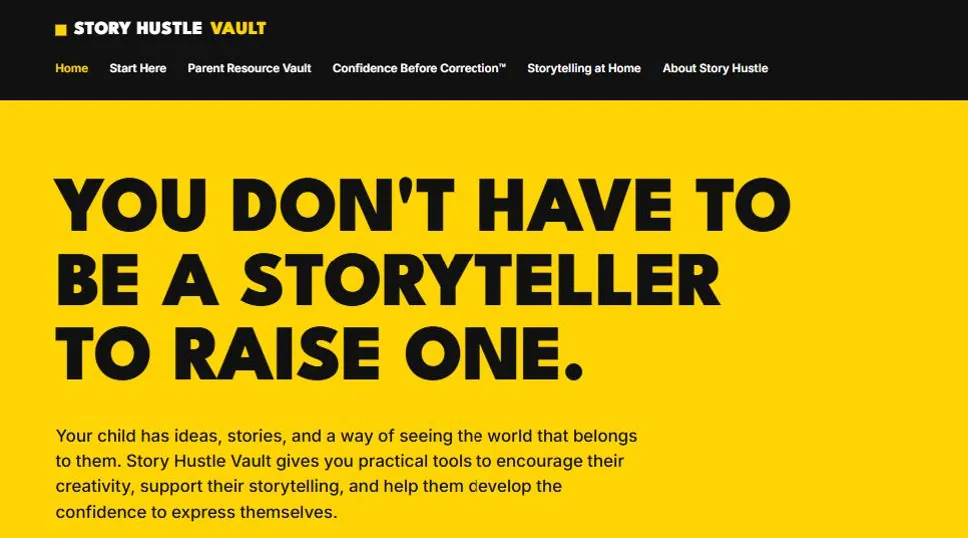 STORY HUSTLE VAULT
Home Start Here Parent Resource Vault Confidence Before Correction™ Storytelling at Home About Story Hustle
YOU DON'T HAVE TO
BE A STORYTELLER
TO RAISE ONE.
Your child has ideas, stories, and a way of seeing the world that belongs
to them. Story Hustle Vault gives you practical tools to encourage their
creativity, support their storytelling, and help them develop the
confidence to express themselves.